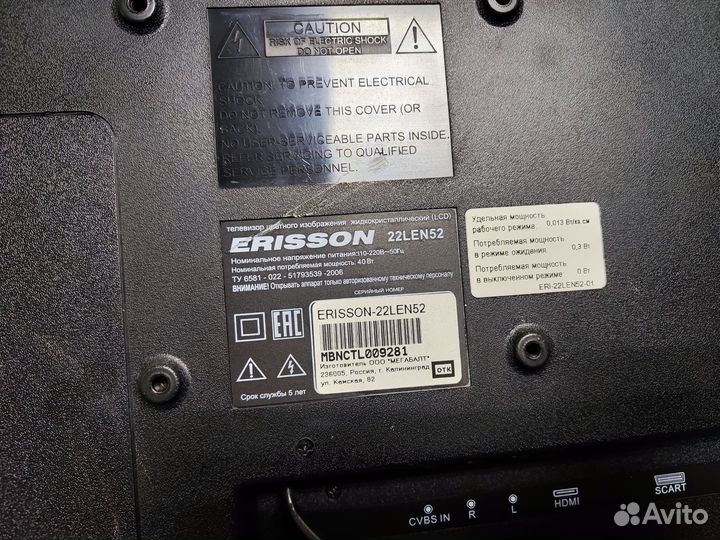 CAUTION
RISK OF ELECTRIC SHOCK
DO NOT OPEN
CAUTION: TO PREVENT ELECTRICAL
SHOCK
DO NOT REMOVE THIS COVER (OR
BACK).
NO USER-SERVICEABLE PARTS INSIDE.
REFER SERVICING TO QUALIFIED
SERVICE PERSONNEL.
телевизор цветного изображения жидкокристаллический (LCD)
ERISSON 22LEN52
Номинальное напряжение питания:110-220В~50Гц
Номинальная потребляемая мощность: 40 Вт
ТУ 6581 - 022 - 51793539 -2006
ВНИМАНИЕ! Открывать аппарат только авторизованному техническому персоналу
СЕРИЙНЫЙ НОМЕР
ERISSON-22LEN52
MBNCTL009281
Изготовитель ООО "МЕГАБАЛТ"
236005, Россия, г. Калининград
ул. Камская, 82
ОТК
EAC
Срок службы 5 лет
Удельная мощность
рабочего режима 0,013 Вт/кв.см
Потребляемая мощность
в режиме ожидания 0,3 Вт
Потребляемая мощность
в выключенном режиме 0 Вт
ERI-22LEN52-01
CVBS IN
R
L
HDMI
SCART
Avito